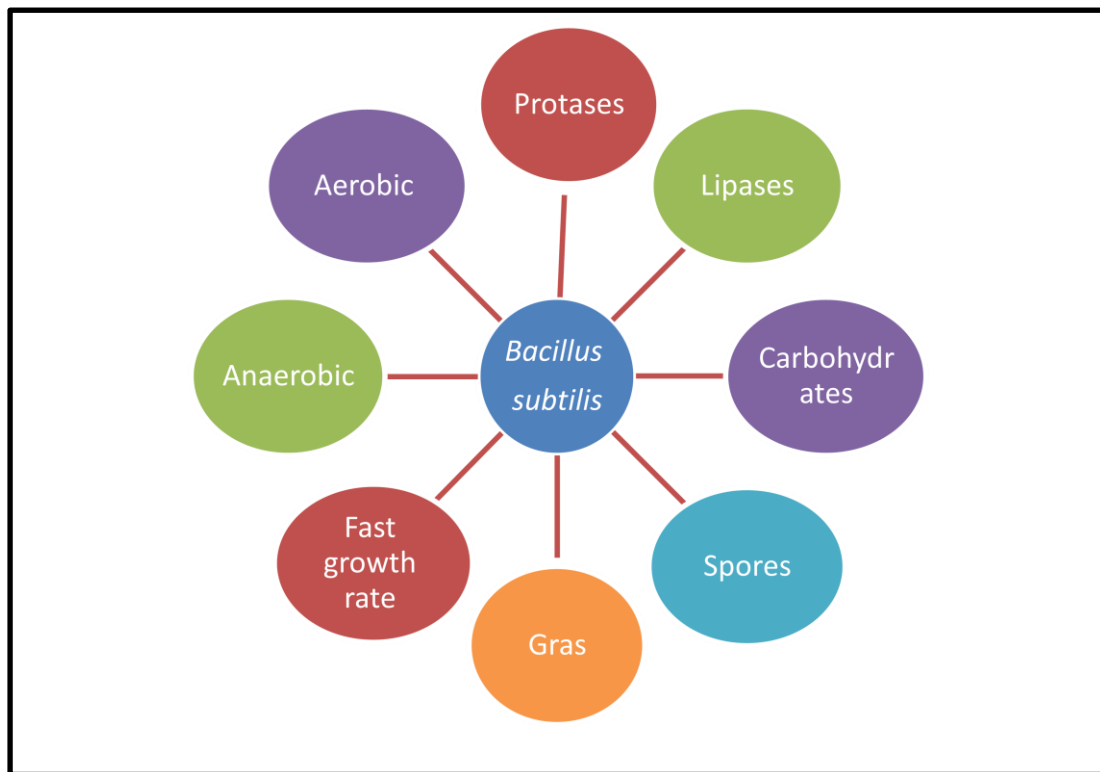 Protases
Aerobic
Lipases
Bacillus
subtilis
Anaerobic
Carbohydr
ates
Fast
growth
rate
Spores
Gras